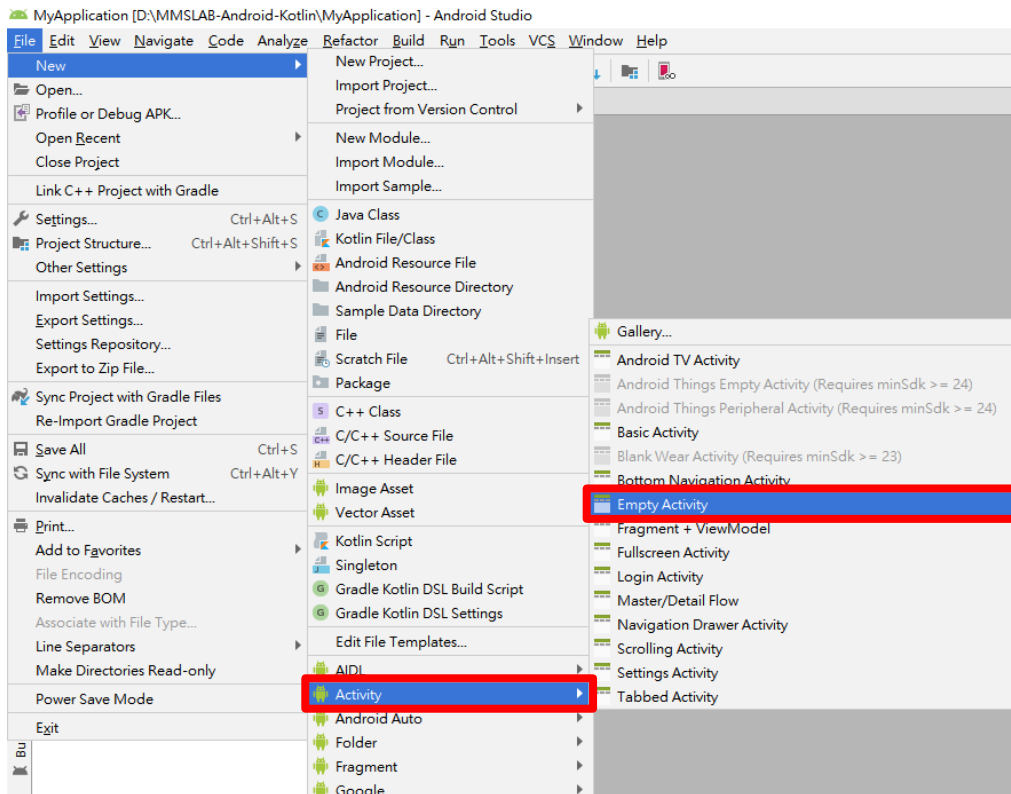 MyApplication [D:\MMSLAB-Android-Kotlin\MyApplication] - Android Studio
File Edit View Navigate Code Analyze Refactor Build Run Tools VCS Window Help
New
Open...
Profile or Debug APK...
Open Recent
Close Project
Link C++ Project with Gradle
Settings... Ctrl+Alt+S
Project Structure... Ctrl+Alt+Shift+S
Other Settings
Import Settings...
Export Settings...
Settings Repository...
Export to Zip File...
Sync Project with Gradle Files
Re-Import Gradle Project
Save All Ctrl+S
Sync with File System Ctrl+Alt+Y
Invalidate Caches / Restart...
Print...
Add to Favorites
File Encoding
Remove BOM
Associate with File Type...
Line Separators
Make Directories Read-only
Power Save Mode
Exit
Bu
New Project...
Import Project...
Project from Version Control
New Module...
Import Module...
Import Sample...
Java Class
Kotlin File/Class
Android Resource File
Android Resource Directory
Sample Data Directory
File
Scratch File Ctrl+Alt+Shift+Insert
Package
C++ Class
C/C++ Source File
C/C++ Header File
Image Asset
Vector Asset
Kotlin Script
Singleton
Gradle Kotlin DSL Build Script
Gradle Kotlin DSL Settings
Edit File Templates...
AIDL
Activity
Android Auto
Folder
Fragment
Google
Gallery...
Android TV Activity
Android Things Empty Activity (Requires minSdk >= 24)
Android Things Peripheral Activity (Requires minSdk >= 24)
Basic Activity
Blank Wear Activity (Requires minSdk >= 23)
Bottom Navigation Activity
Empty Activity
Fragment + ViewModel
Fullscreen Activity
Login Activity
Master/Detail Flow
Navigation Drawer Activity
Scrolling Activity
Settings Activity
Tabbed Activity